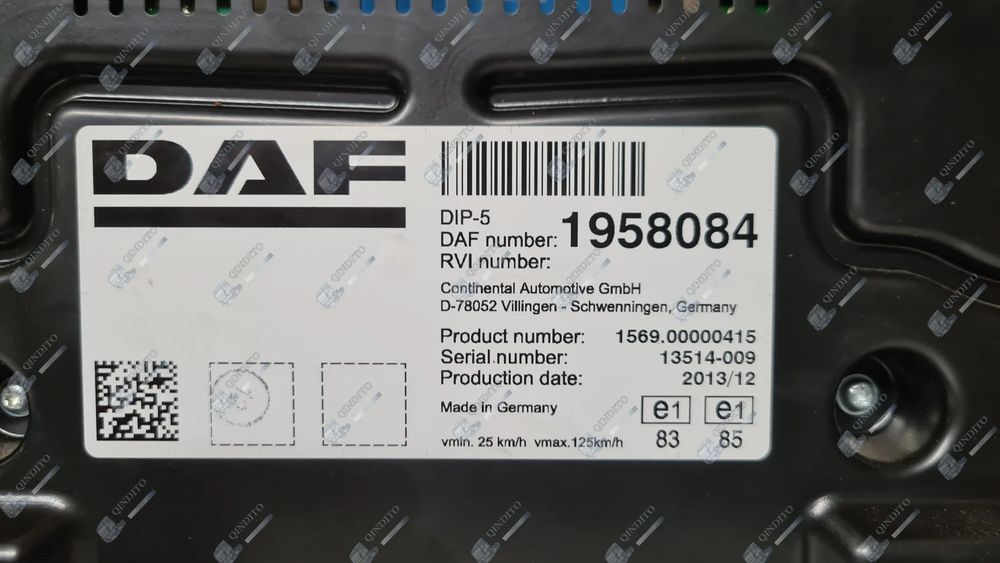 DAF
DIP-5
DAF number: 1958084
RVI number:
Continental Automotive GmbH
D-78052 Villingen - Schwenningen, Germany
Product number: 1569.00000415
Serial number: 13514-009
Production date: 2013/12
Made in Germany
e1 e1
vmin. 25 km/h vmax.125km/h 83 85
QINDITO